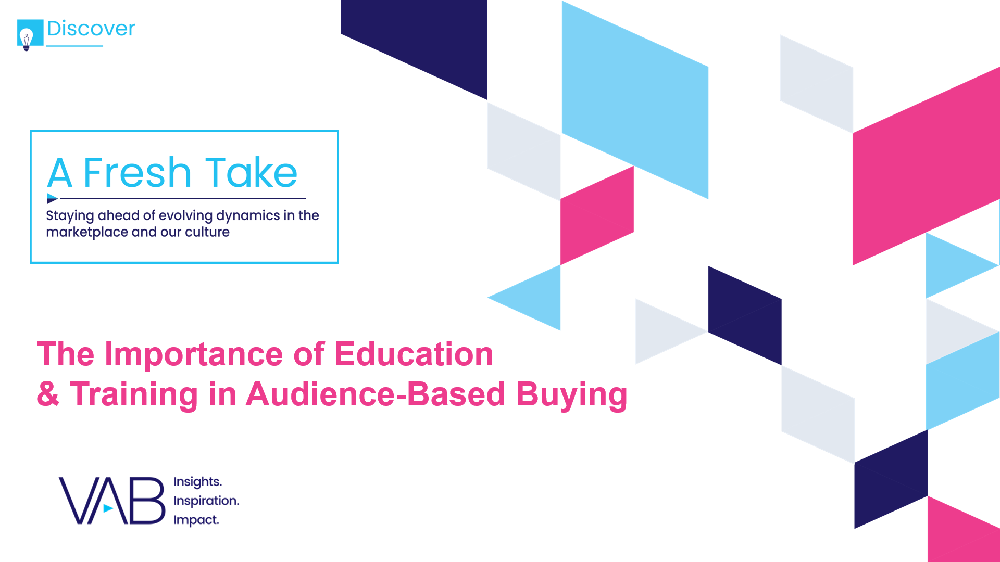 Discover
A Fresh Take
Staying ahead of evolving dynamics in the
marketplace and our culture
The Importance of Education
& Training in Audience-Based Buying
VAB
Insights.
Inspiration.
Impact.